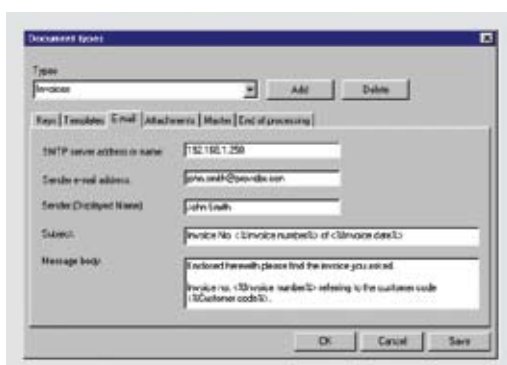 Document types
Types
Invoices
Add
Delete
Keys Templates E-mail Attachments Master End of processing
SMTP server address or name
192.168.1.250
Sender e-mail address
john.smith@provider.com
Sender (Displayed Name)
John Smith
Subject
Invoice No. <%Invoice number%> of <%Invoice date%>
Message body
Enclosed herewith please find the invoice you asked.
Invoice no. <%Invoice number%> refering to the customer code
<%Customer code%>.
OK
Cancel
Save